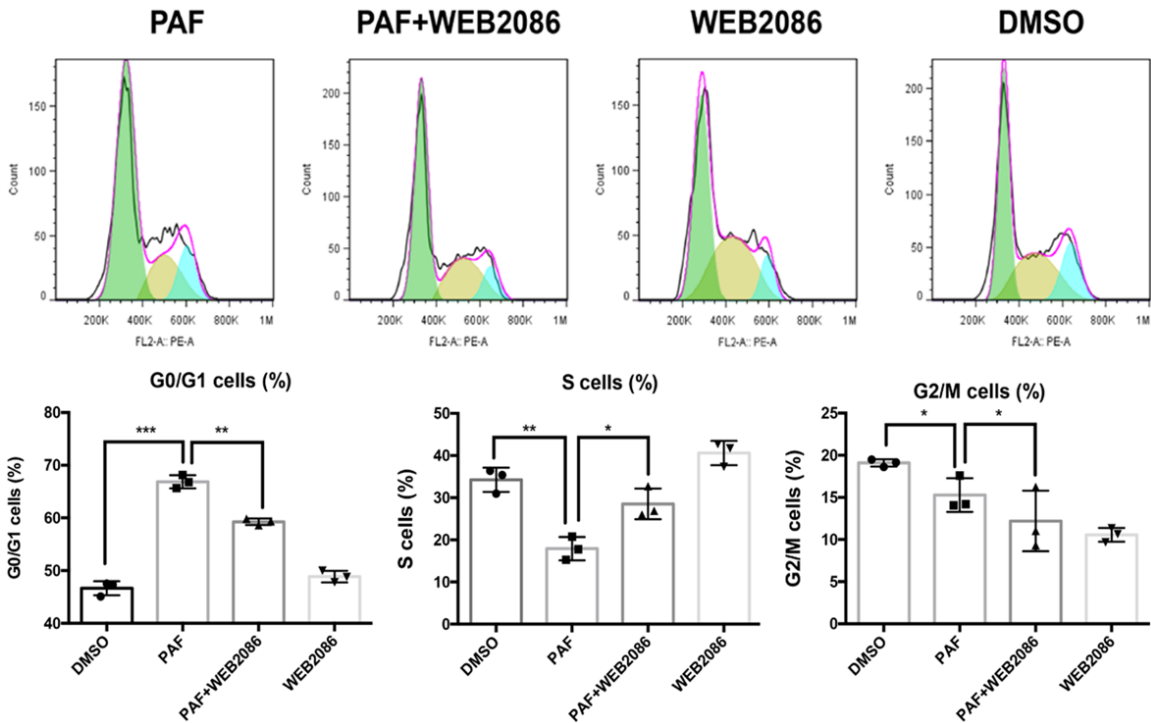 PAF PAF+WEB2086 WEB2086 DMSO
150
100
50
0
Count
200K 400K 600K 800K 1M
FL2-A:: PE-A
200
150
100
50
0
Count
200K 400K 600K 800K 1M
FL2-A:: PE-A
150
100
50
0
Count
200K 400K 600K 800K 1M
FL2-A:: PE-A
200
150
100
50
0
Count
200K 400K 600K 800K 1M
FL2-A:: PE-A
G0/G1 cells (%)
80
70
60
50
40
G0/G1 cells (%)
***
**
DMSO
PAF
PAF+WEB2086
WEB2086
S cells (%)
50
40
30
20
10
0
S cells (%)
**
*
DMSO
PAF
PAF+WEB2086
WEB2086
G2/M cells (%)
25
20
15
10
5
0
G2/M cells (%)
*
*
DMSO
PAF
PAF+WEB2086
WEB2086